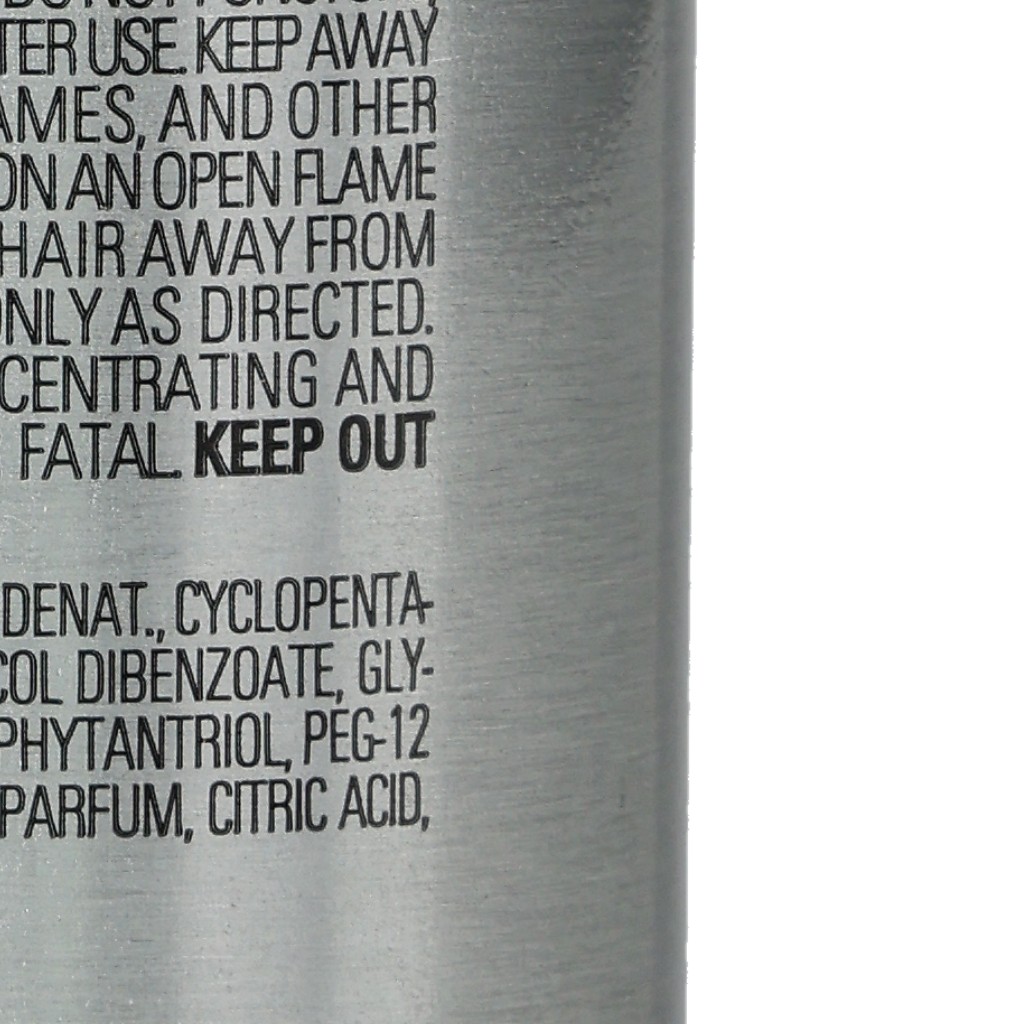 TER USE. KEEP AWAY
AMES, AND OTHER
ON AN OPEN FLAME
HAIR AWAY FROM
ONLY AS DIRECTED.
CENTRATING AND
FATAL. KEEP OUT
DENAT., CYCLOPENTA-
COL DIBENZOATE, GLY-
PHYTANTRIOL, PEG-12
PARFUM, CITRIC ACID,